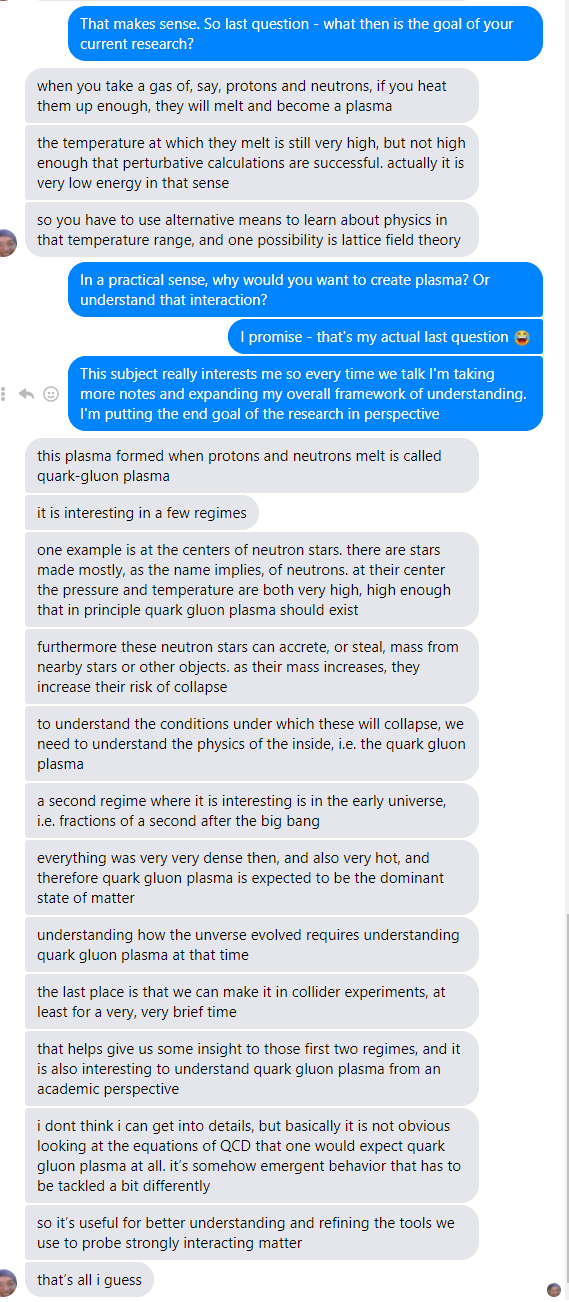 That makes sense. So last question - what then is the goal of your
current research?
when you take a gas of, say, protons and neutrons, if you heat
them up enough, they will melt and become a plasma
the temperature at which they melt is still very high, but not high
enough that perturbative calculations are successful. actually it is
very low energy in that sense
so you have to use alternative means to learn about physics in
that temperature range, and one possibility is lattice field theory
In a practical sense, why would you want to create plasma? Or
understand that interaction?
I promise - that's my actual last question 😂
This subject really interests me so every time we talk I'm taking
more notes and expanding my overall framework of understanding.
I'm putting the end goal of the research in perspective
this plasma formed when protons and neutrons melt is called
quark-gluon plasma
it is interesting in a few regimes
one example is at the centers of neutron stars. there are stars
made mostly, as the name implies, of neutrons. at their center
the pressure and temperature are both very high, high enough
that in principle quark gluon plasma should exist
furthermore these neutron stars can accrete, or steal, mass from
nearby stars or other objects. as their mass increases, they
increase their risk of collapse
to understand the conditions under which these will collapse, we
need to understand the physics of the inside, i.e. the quark gluon
plasma
a second regime where it is interesting is in the early universe,
i.e. fractions of a second after the big bang
everything was very very dense then, and also very hot, and
therefore quark gluon plasma is expected to be the dominant
state of matter
understanding how the unverse evolved requires understanding
quark gluon plasma at that time
the last place is that we can make it in collider experiments, at
least for a very, very brief time
that helps give us some insight to those first two regimes, and it
is also interesting to understand quark gluon plasma from an
academic perspective
i dont think i can get into details, but basically it is not obvious
looking at the equations of QCD that one would expect quark
gluon plasma at all. it's somehow emergent behavior that has to
be tackled a bit differently
so it's useful for better understanding and refining the tools we
use to probe strongly interacting matter
that's all i guess